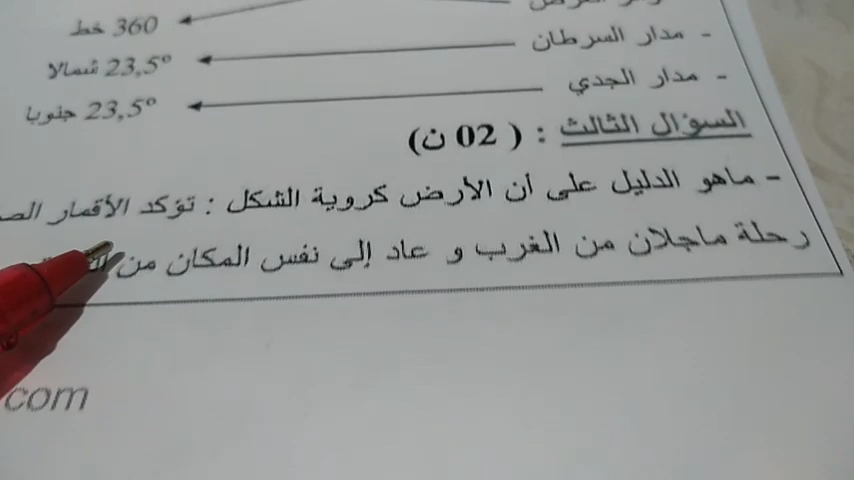 360 خط
- مدار السرطان 23,5° شمالا
- مدار الجدي 23,5° جنوبا
السؤال الثالث : ( 02 ن)
- ماهو الدليل على أن الأرض كروية الشكل : تؤكد الأقمار
رحلة ماجلان من الغرب و عاد إلى نفس المكان من
com